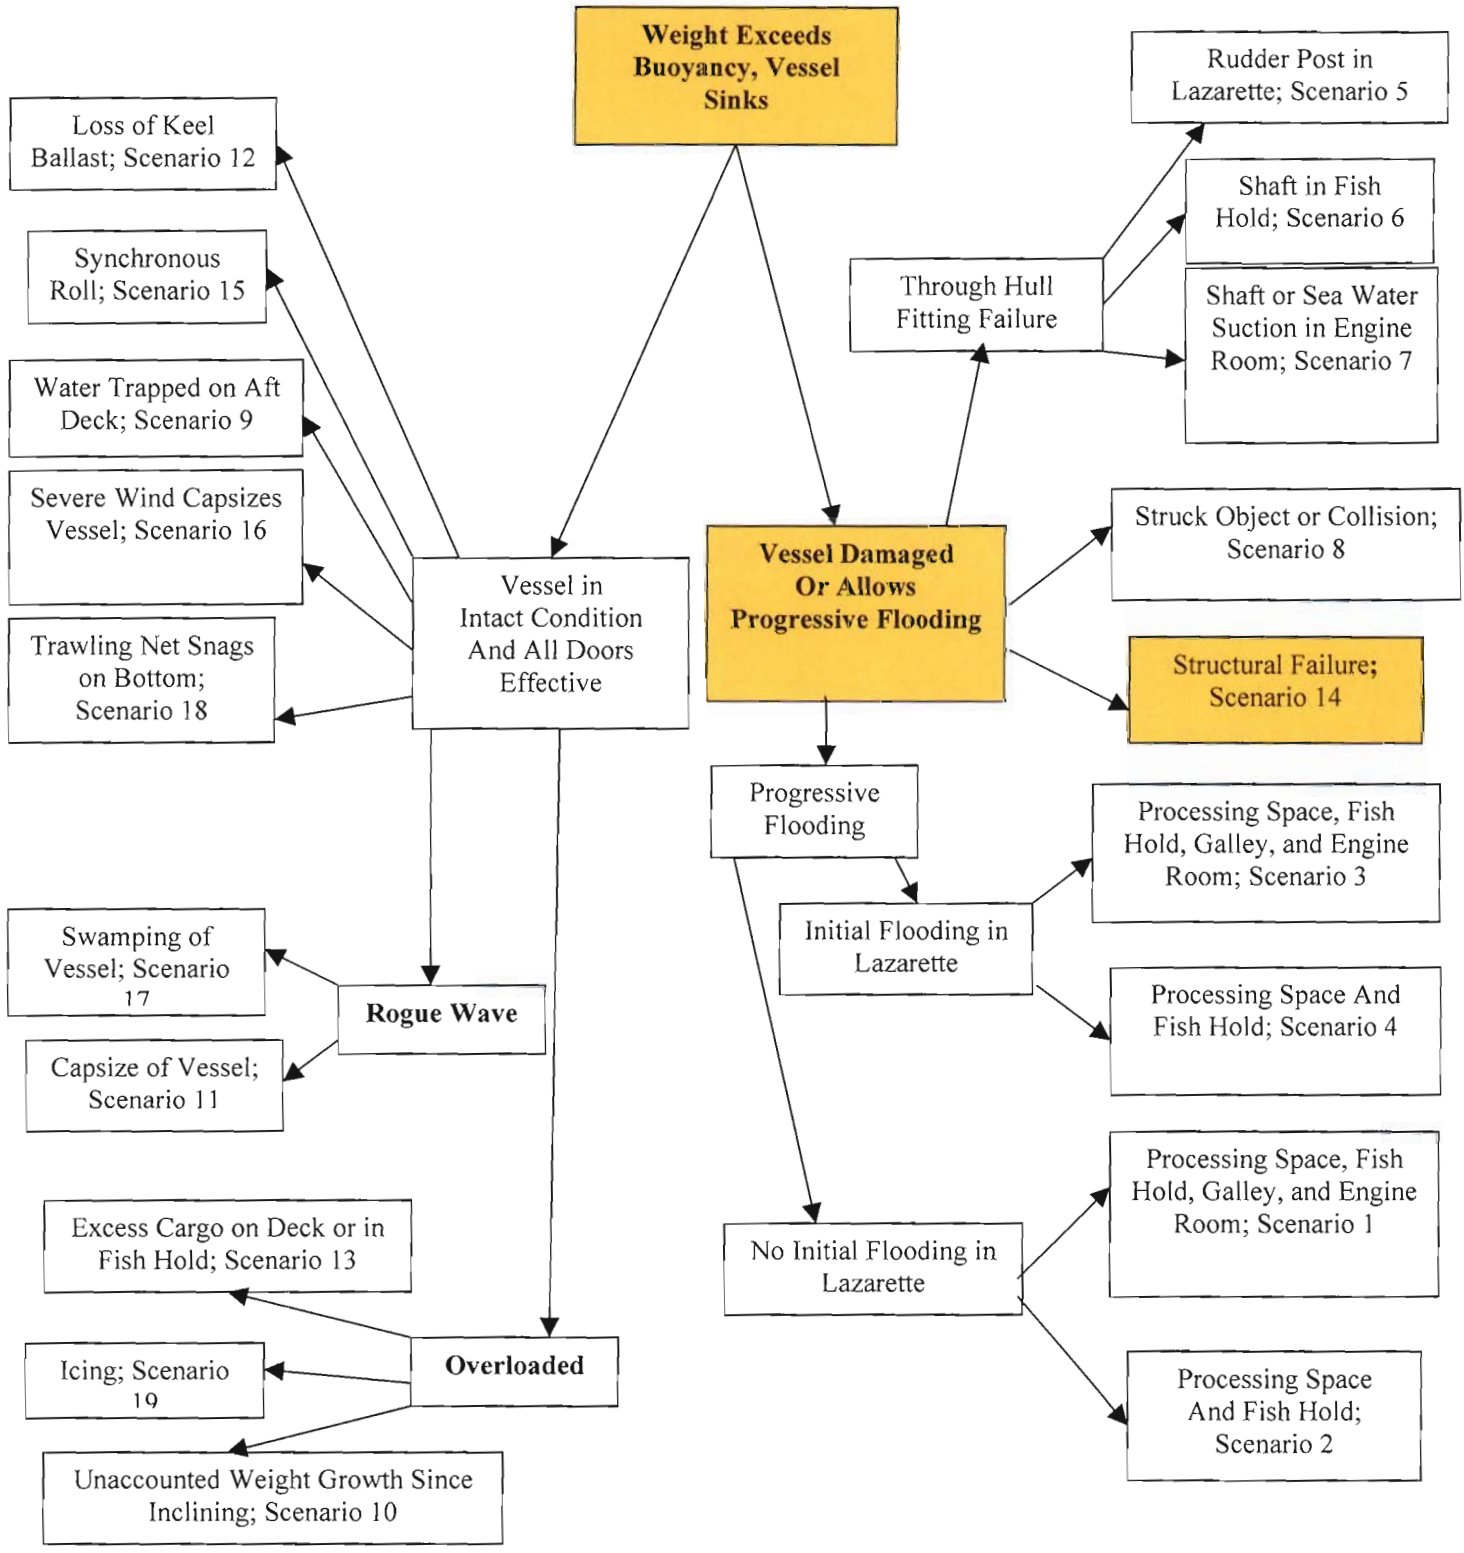 Weight Exceeds
Buoyancy, Vessel
Sinks
Rudder Post in
Lazarette; Scenario 5
Loss of Keel
Ballast; Scenario 12
Shaft in Fish
Hold; Scenario 6
Synchronous
Roll; Scenario 15
Through Hull
Fitting Failure
Shaft or Sea Water
Suction in Engine
Room; Scenario 7
Water Trapped on Aft
Deck; Scenario 9
Severe Wind Capsizes
Vessel; Scenario 16
Struck Object or Collision;
Scenario 8
Vessel in
Intact Condition
And All Doors
Effective
Vessel Damaged
Or Allows
Progressive Flooding
Trawling Net Snags
on Bottom;
Scenario 18
Structural Failure;
Scenario 14
Progressive
Flooding
Processing Space, Fish
Hold, Galley, and Engine
Room; Scenario 3
Initial Flooding in
Lazarette
Swamping of
Vessel; Scenario
17
Rogue Wave
Processing Space And
Fish Hold; Scenario 4
Capsize of Vessel;
Scenario 11
Processing Space, Fish
Hold, Galley, and Engine
Room; Scenario 1
Excess Cargo on Deck or in
Fish Hold; Scenario 13
No Initial Flooding in
Lazarette
Icing; Scenario
19
Overloaded
Processing Space
And Fish Hold;
Scenario 2
Unaccounted Weight Growth Since
Inclining; Scenario 10